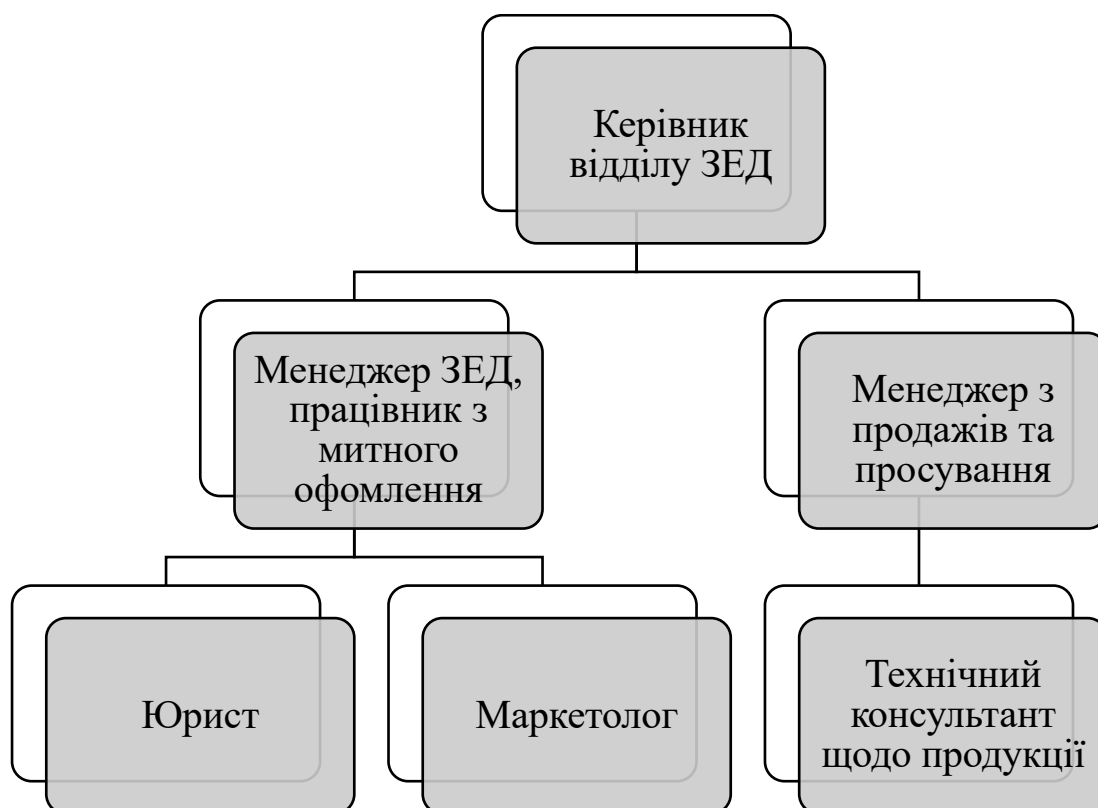 Керівник
відділу ЗЕД
Менеджер ЗЕД,
працівник з
митного
офомлення
Менеджер з
продажів та
просування
Юрист
Маркетолог
Технічний
консультант
щодо продукції